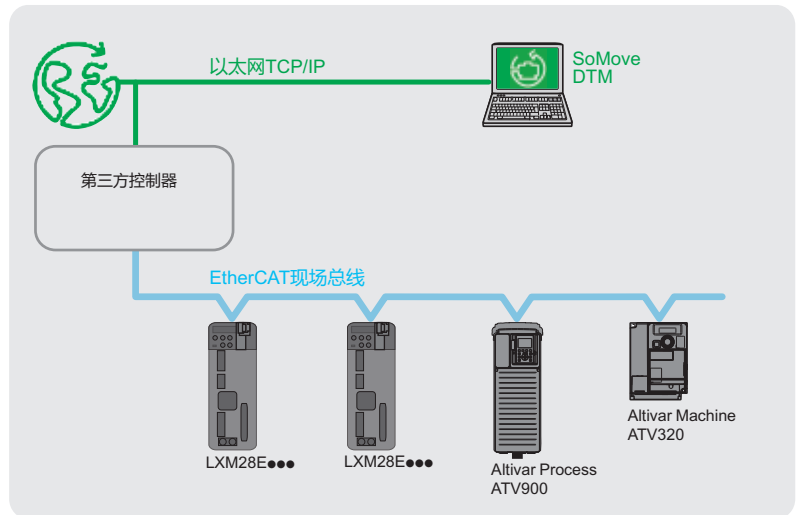 以太网TCP/IP
SoMove
DTM
第三方控制器
EtherCAT现场总线
LXM28E●●●
LXM28E●●●
Altivar Process
ATV900
Altivar Machine
ATV320